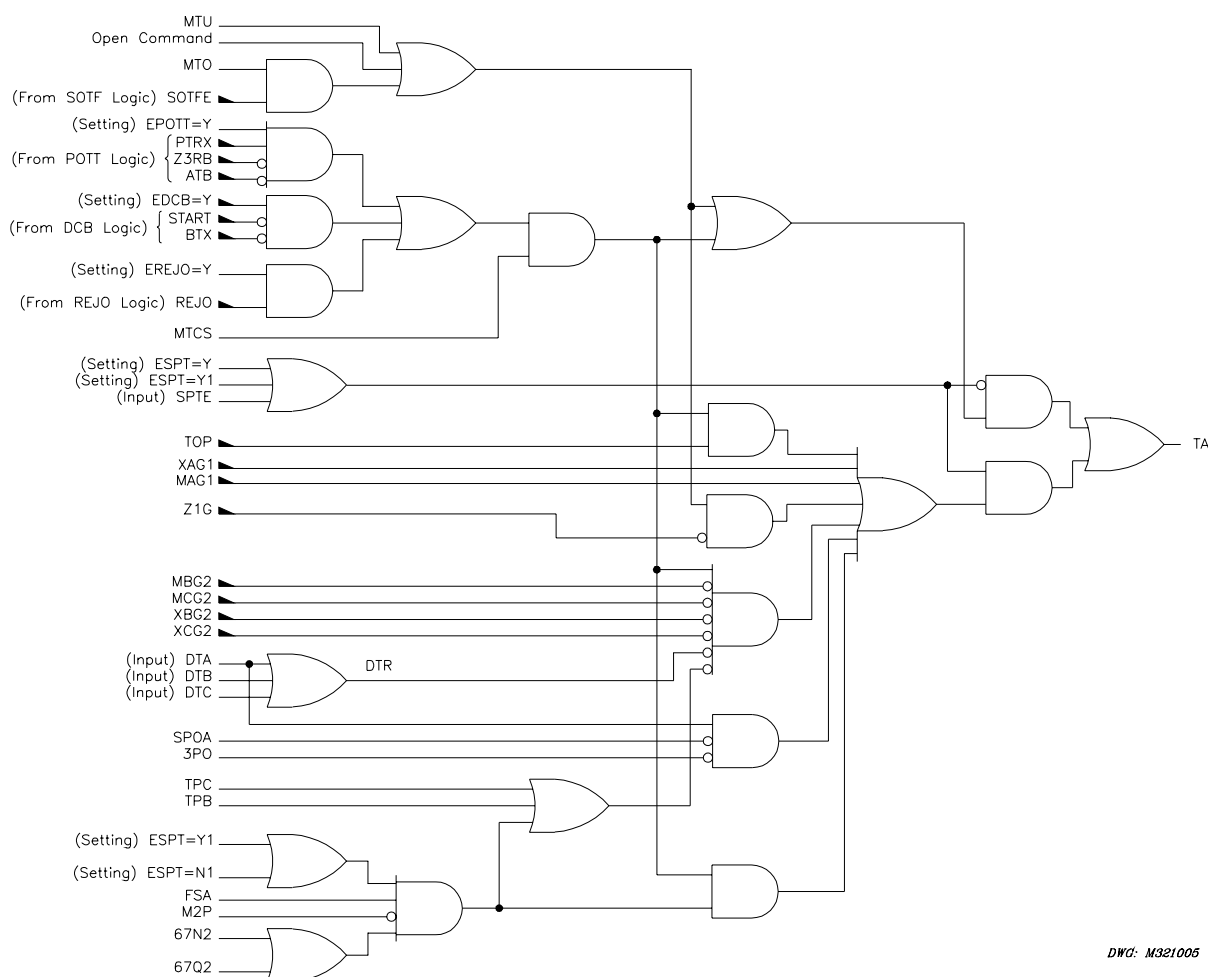 MTU
Open Command
MTO
(From SOTF Logic) SOTFE
(Setting) EPOTT=Y
PTRX
(From POTT Logic) Z3RB
ATB
(Setting) EDCB=Y
START
(From DCB Logic)
BTX
(Setting) EREJO=Y
(From REJO Logic) REJO
MTCS
(Setting) ESPT=Y
(Setting) ESPT=Y1
(Input) SPTE
TOP
XAG1
MAG1
Z1G
TA
MBG2
MCG2
XBG2
XCG2
(Input) DTA
DTR
(Input) DTB
(Input) DTC
SPOA
3PO
TPC
TPB
(Setting) ESPT=Y1
(Setting) ESPT=N1
FSA
M2P
67N2
67Q2
DWG: M321005